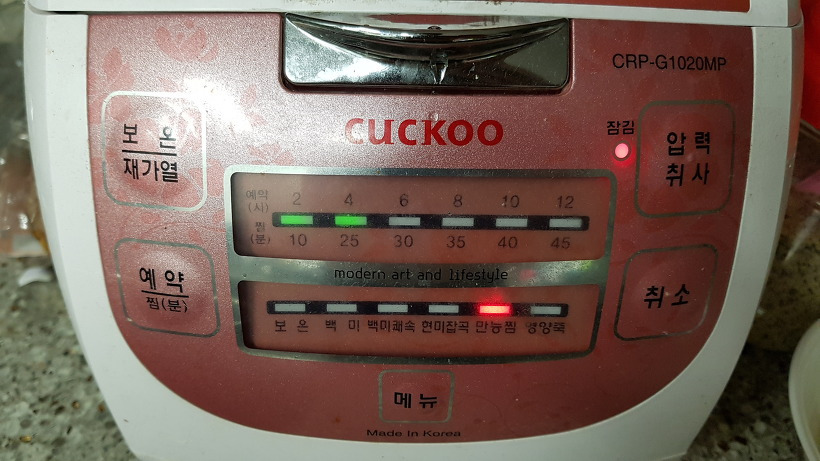 CRP-G1020MP
CUCKOO
보 온
재가열
잠김
압 력
취 사
예약
(시)
2 4 6 8 10 12
찜
(분)
10 25 30 35 40 45
예 약
찜(분)
modern art and lifestyle
취 소
보 온 백 미 백미쾌속 현미잡곡 만능찜 영양죽
메 뉴
Made In Korea